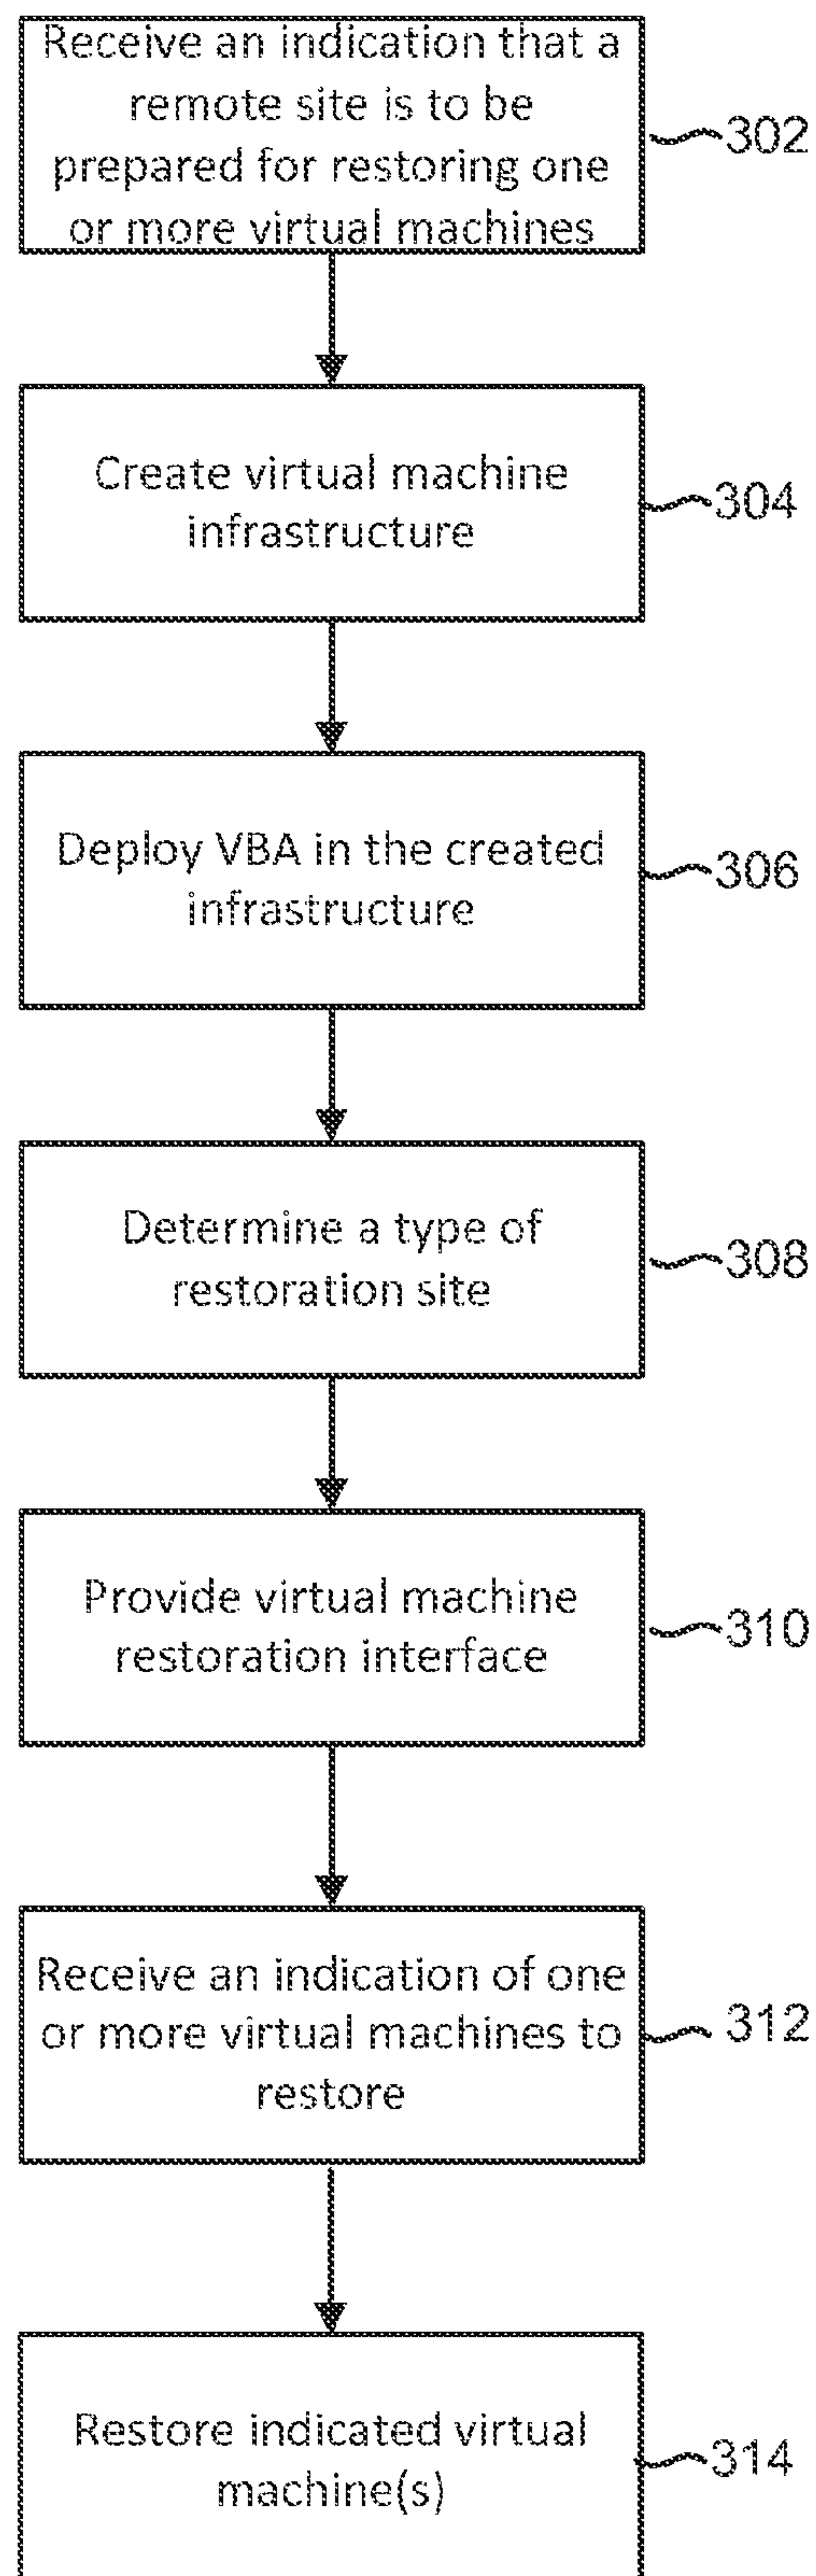 Receive an indication that a
remote site is to be
prepared for restoring one
or more virtual machines
302
Create virtual machine
infrastructure
304
Deploy VBA in the created
infrastructure
306
Determine a type of
restoration site
308
Provide virtual machine
restoration interface
310
Receive an indication of one
or more virtual machines to
restore
312
Restore indicated virtual
machine(s)
314